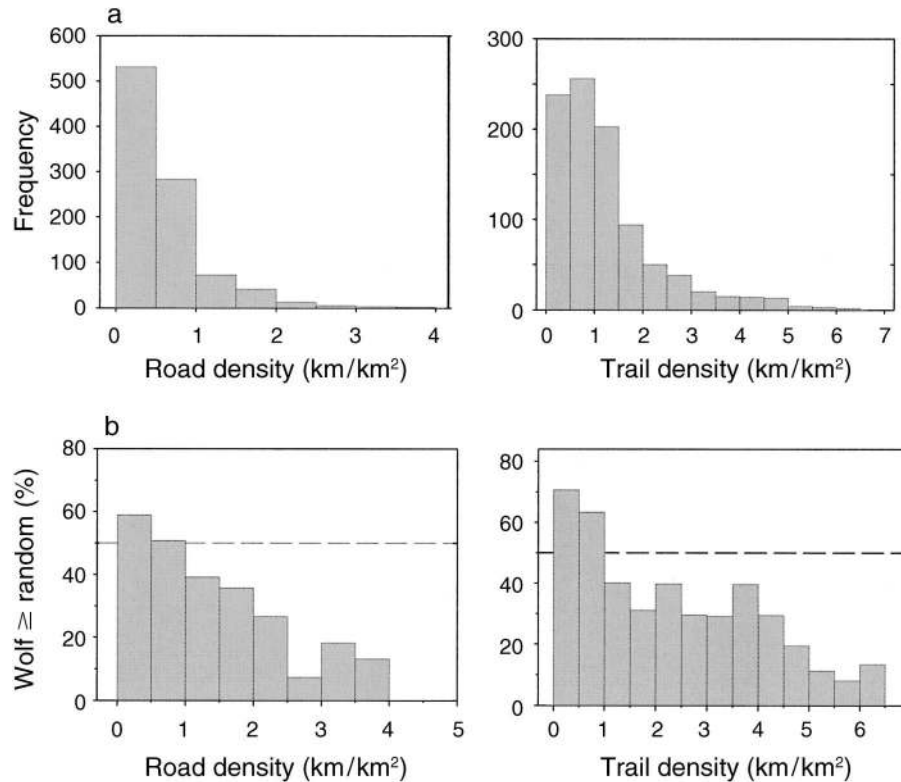 a
600
500
400
300
200
100
0
Frequency
0 1 2 3 4
Road density (km/km²)
300
250
200
150
100
50
0
0 1 2 3 4 5 6 7
Trail density (km/km²)
b
80
60
40
20
0
Wolf ≥ random (%)
0 1 2 3 4 5
Road density (km/km²)
80
60
40
20
0
0 1 2 3 4 5 6
Trail density (km/km²)